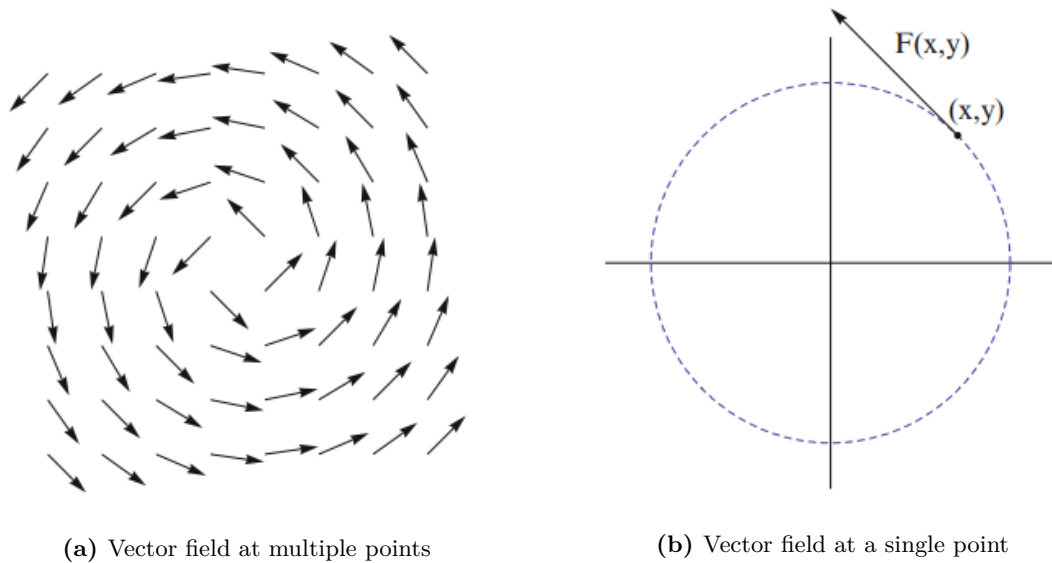 F(x,y)
(x,y)
(a) Vector field at multiple points
(b) Vector field at a single point